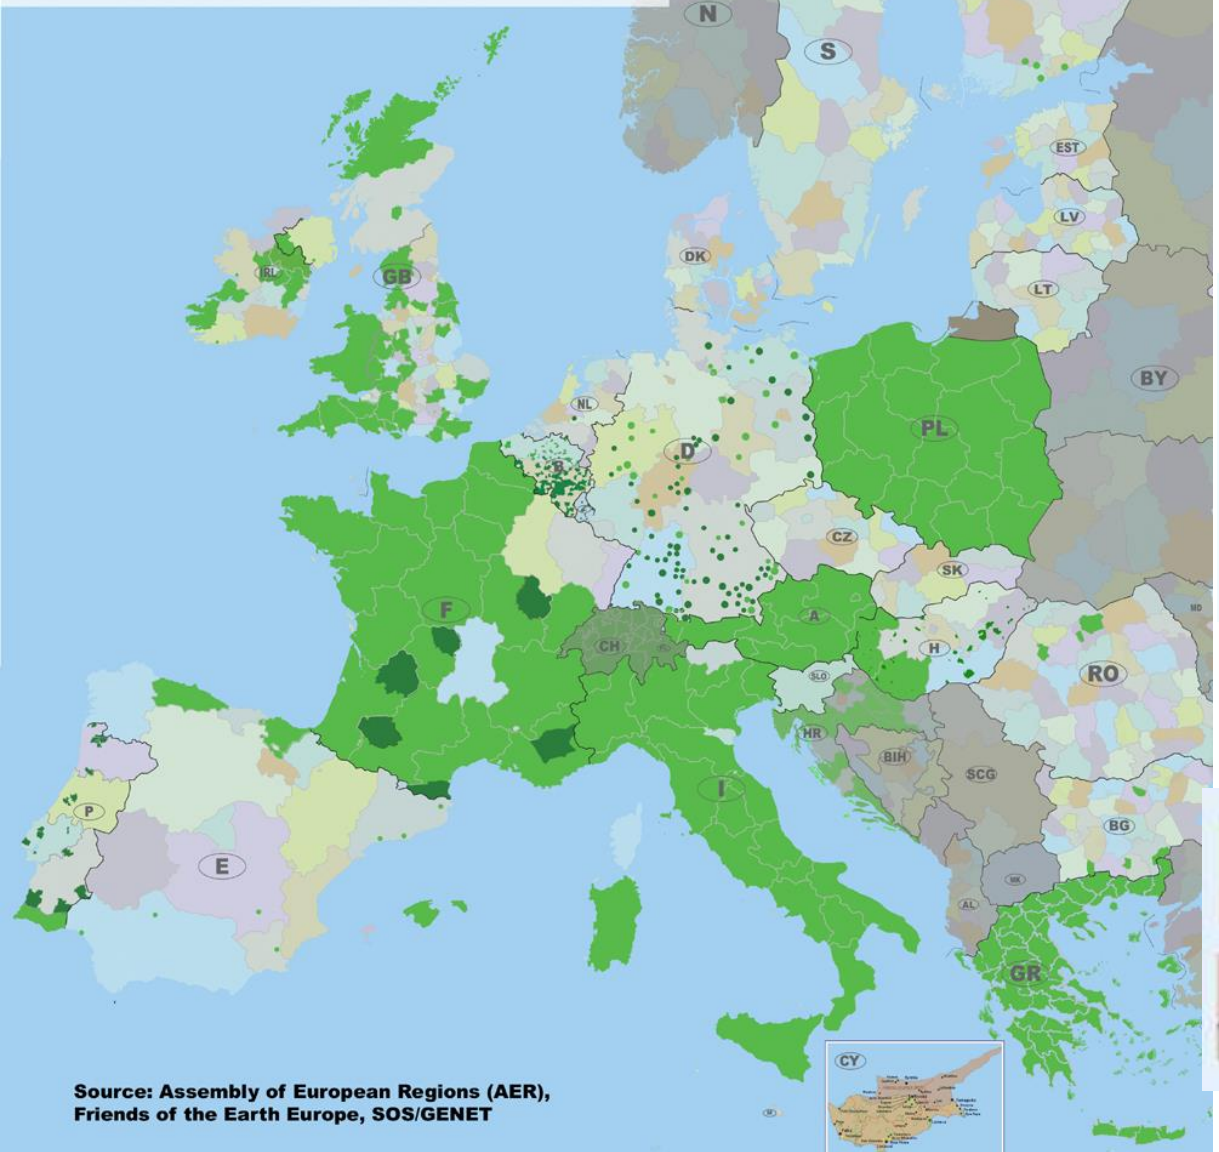 N
S
EST
LV
DK
IRL
GB
LT
BY
NL
PL
D
B
CZ
SK
F
A
MD
CH
H
SLO
RO
HR
BIH
SCG
I
P
BG
E
MK
AL
GR
CY
Source: Assembly of European Regions (AER),
Friends of the Earth Europe, SOS/GENET